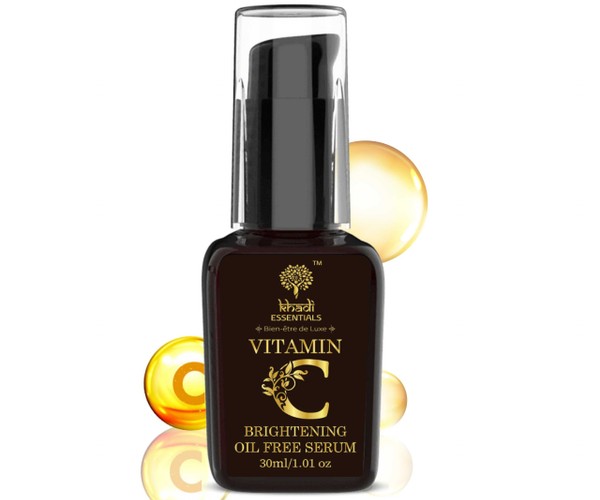 TM
khadi
ESSENTIALS
Bien-être de Luxe
VITAMIN
C
BRIGHTENING
OIL FREE SERUM
30ml/1.01 oz
C